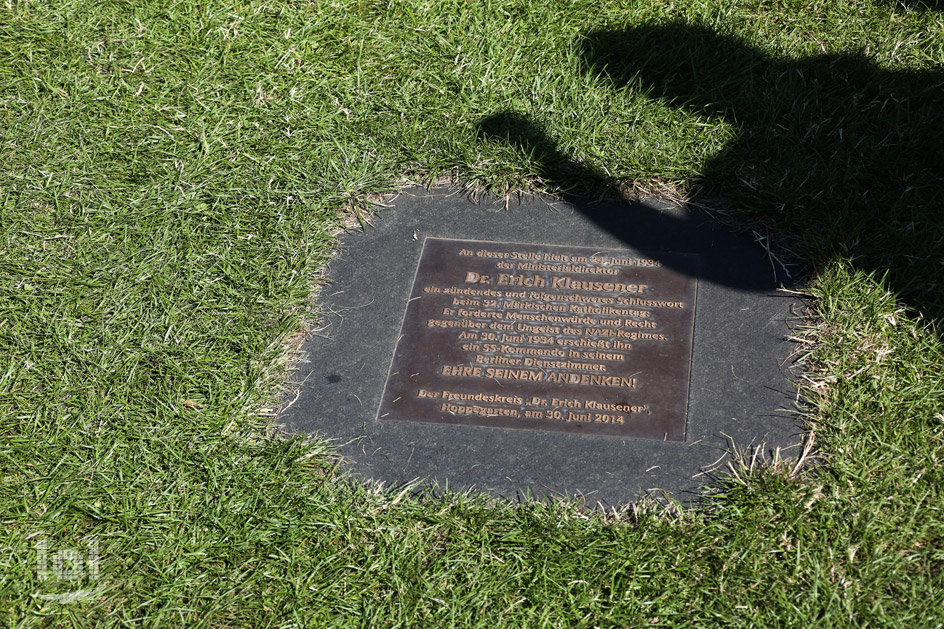 An dieser Stelle hielt am 24. Juni 1934
der Ministerialdirektor
Dr. Erich Klausener
ein zündendes und folgenschweres Schlusswort
beim 32. Märkischen Katholikentag.
Er forderte Menschenwürde und Recht
gegenüber dem Ungeist des NAZI-Regimes.
Am 30. Juni 1934 erschießt ihn
ein SS-Kommando in seinem
Berliner Dienstzimmer.
EHRE SEINEM ANDENKEN!
Der Freundeskreis „Dr. Erich Klausener",
Hoppegarten, am 30. Juni 2014